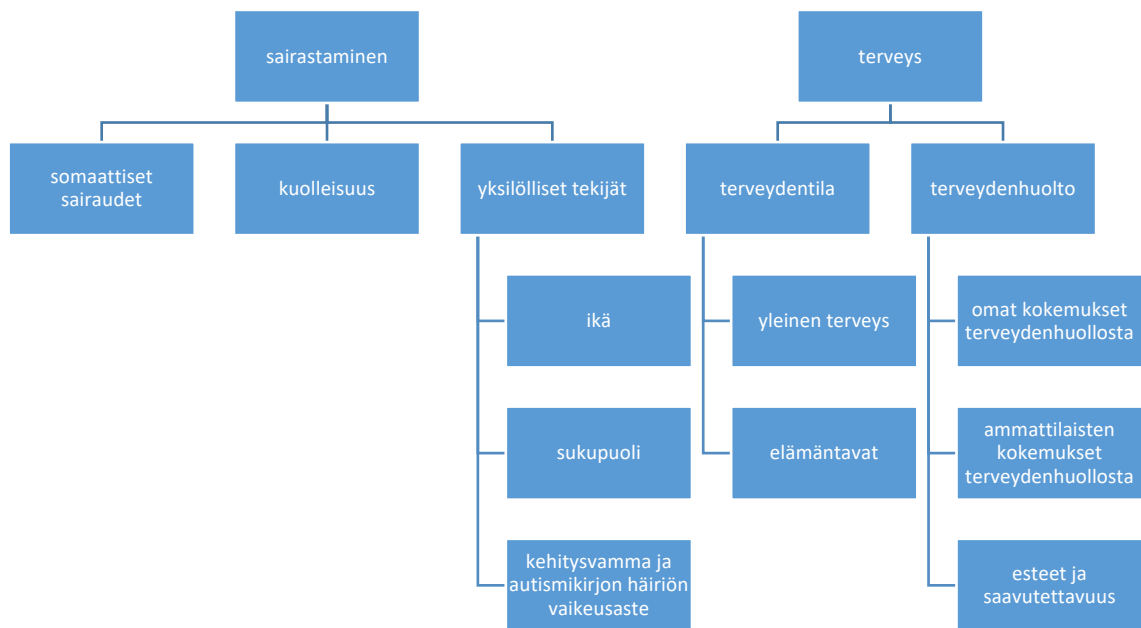 sairastaminen
terveys
somaattiset
sairaudet
kuolleisuus
yksilölliset tekijät
terveydentila
terveydenhuolto
ikä
yleinen terveys
omat kokemukset
terveydenhuollosta
sukupuoli
elämäntavat
ammattilaisten
kokemukset
terveydenhuollosta
kehitysvamma ja
autismikirjon häiriön
vaikeusaste
esteet ja
saavutettavuus